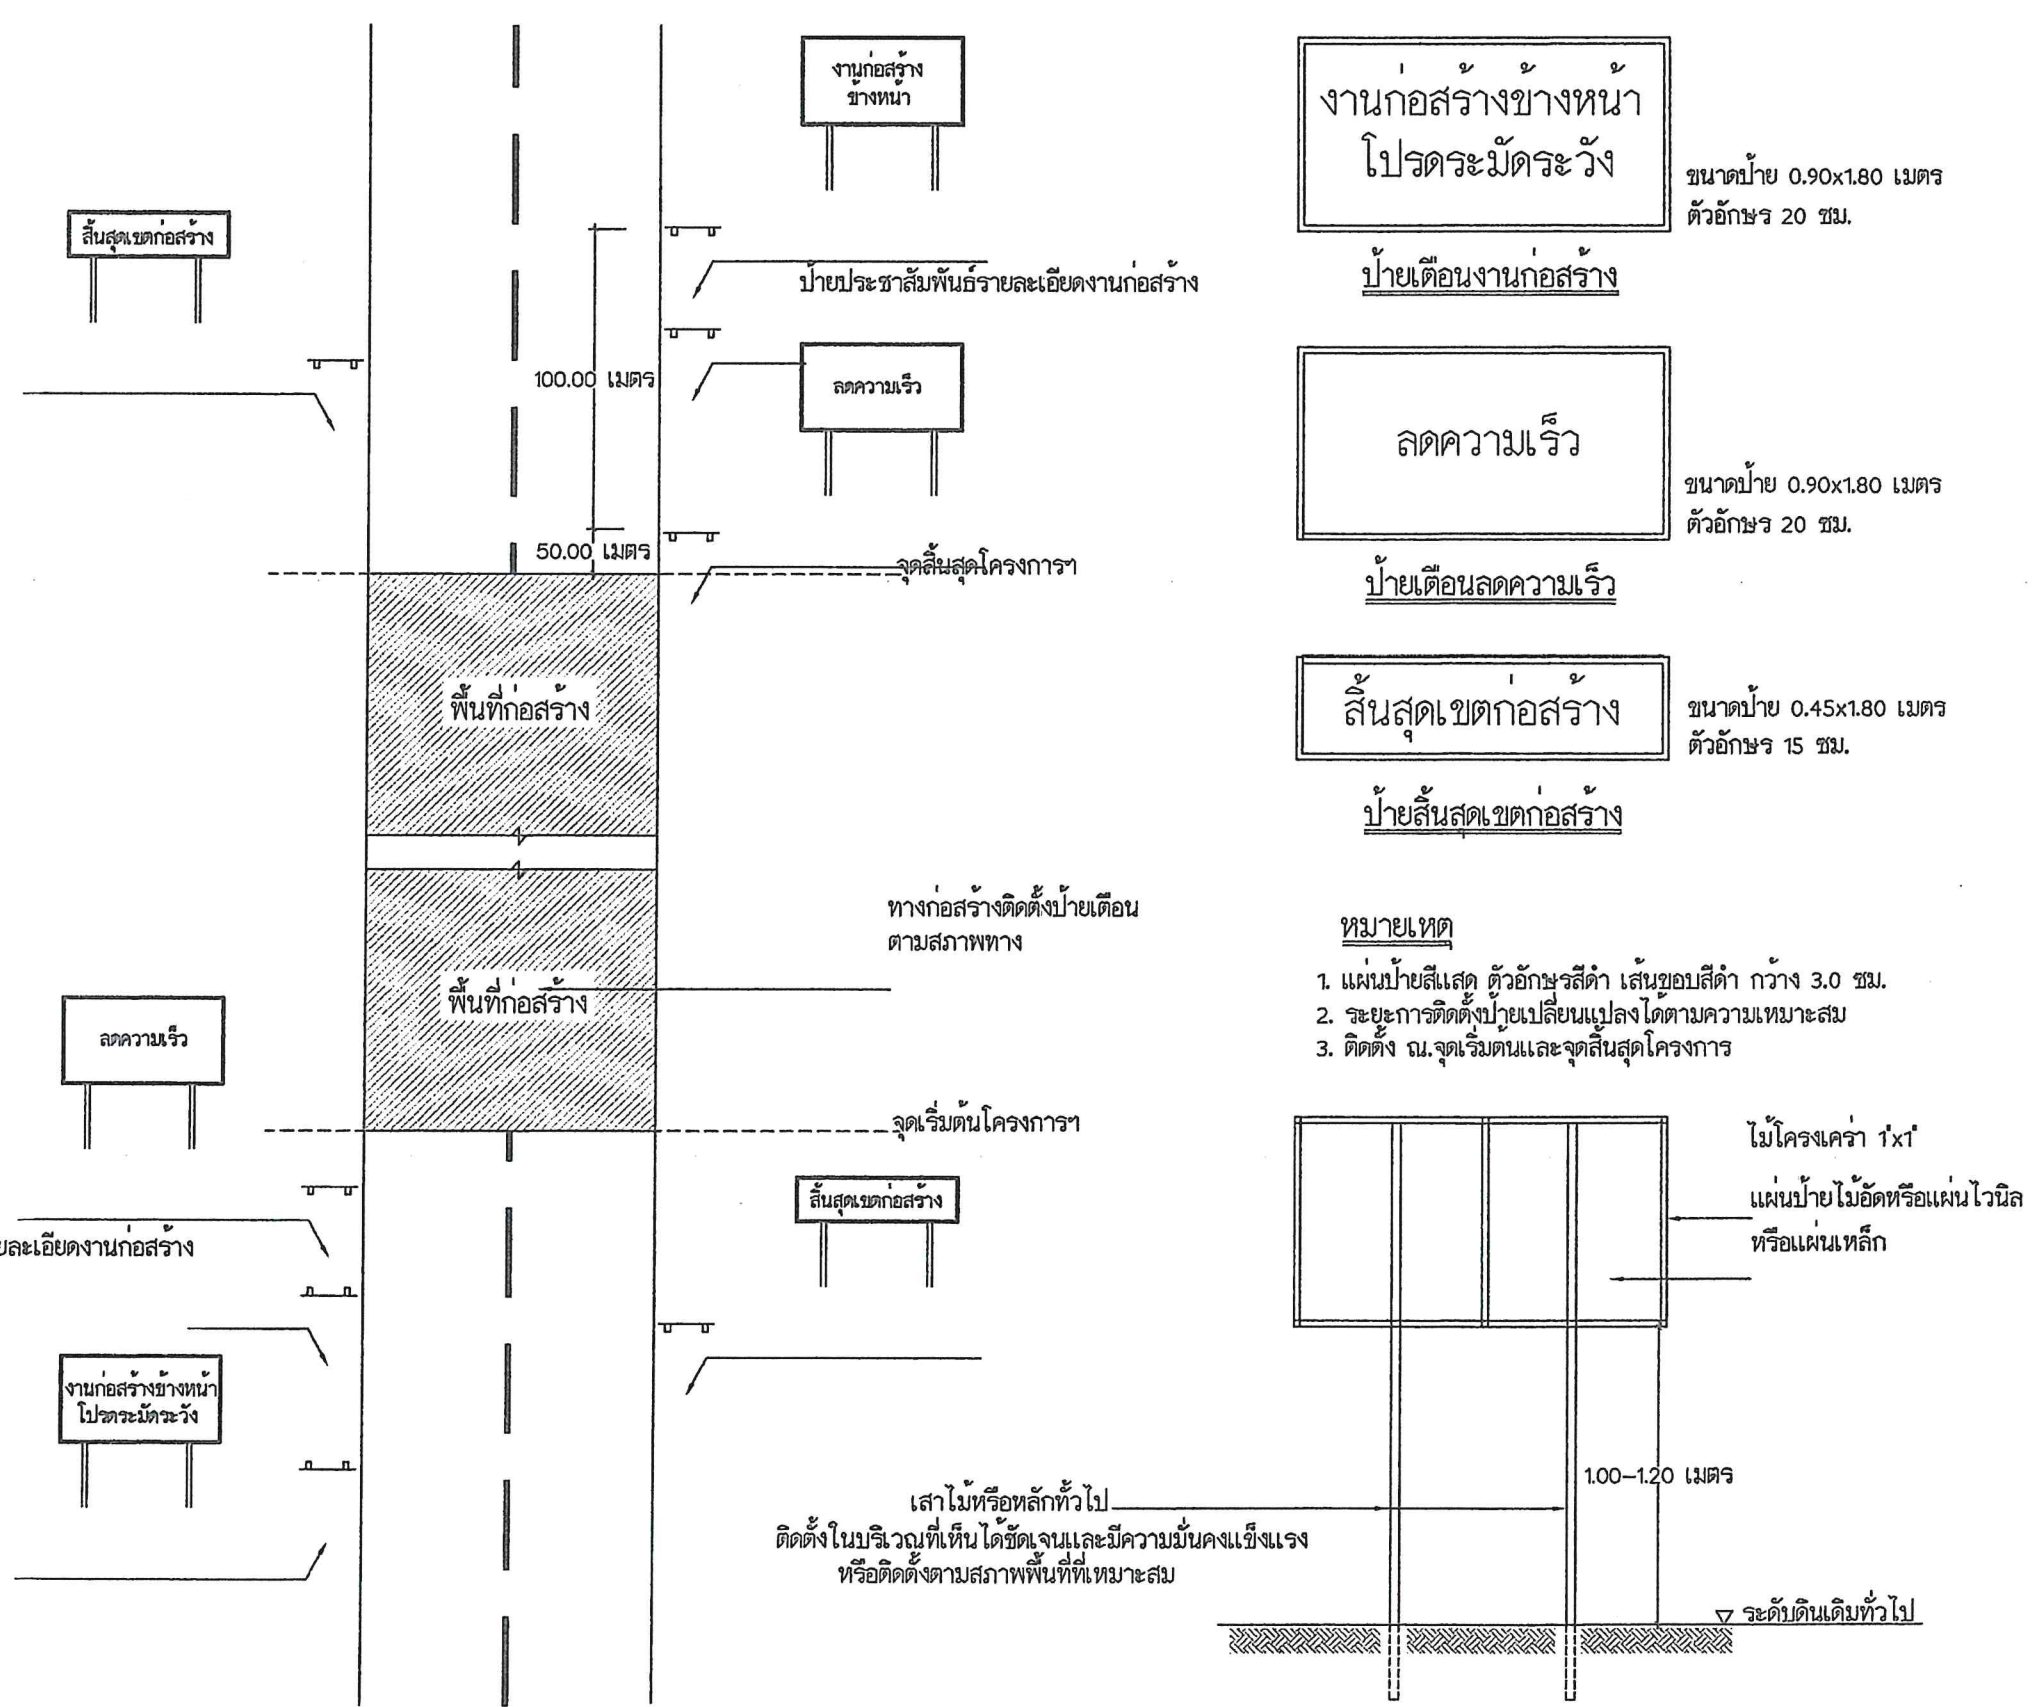 งานก่อสร้าง
ข้างหน้า
สิ้นสุดเขตก่อสร้าง
ป้ายประชาสัมพันธ์รายละเอียดงานก่อสร้าง
100.00 เมตร
ลดความเร็ว
50.00 เมตร
จุดสิ้นสุดโครงการฯ
พื้นที่ก่อสร้าง
ทางก่อสร้างติดตั้งป้ายเตือน
ตามสภาพทาง
พื้นที่ก่อสร้าง
ลดความเร็ว
จุดเริ่มต้นโครงการฯ
สิ้นสุดเขตก่อสร้าง
ยละเอียดงานก่อสร้าง
งานก่อสร้างข้างหน้า
โปรดระมัดระวัง
งานก่อสร้างข้างหน้า
โปรดระมัดระวัง
ขนาดป้าย 0.90x1.80 เมตร
ตัวอักษร 20 ซม.
ป้ายเตือนงานก่อสร้าง
ลดความเร็ว
ขนาดป้าย 0.90x1.80 เมตร
ตัวอักษร 20 ซม.
ป้ายเตือนลดความเร็ว
สิ้นสุดเขตก่อสร้าง
ขนาดป้าย 0.45x1.80 เมตร
ตัวอักษร 15 ซม.
ป้ายสิ้นสุดเขตก่อสร้าง
หมายเหตุ
1. แผ่นป้ายสีแสด ตัวอักษรสีดำ เส้นขอบสีดำ กว้าง 3.0 ซม.
2. ระยะการติดตั้งป้ายเปลี่ยนแปลงได้ตามความเหมาะสม
3. ติดตั้ง ณ.จุดเริ่มต้นและจุดสิ้นสุดโครงการ
ไม้โครงเคร่า 1"x1"
แผ่นป้ายไม้อัดหรือแผ่นไวนิล
หรือแผ่นเหล็ก
1.00-1.20 เมตร
เสาไม้หรือหลักทั่วไป
ติดตั้งในบริเวณที่เห็นได้ชัดเจนและมีความมั่นคงแข็งแรง
หรือติดตั้งตามสภาพพื้นที่ที่เหมาะสม
ระดับดินเดิมทั่วไป